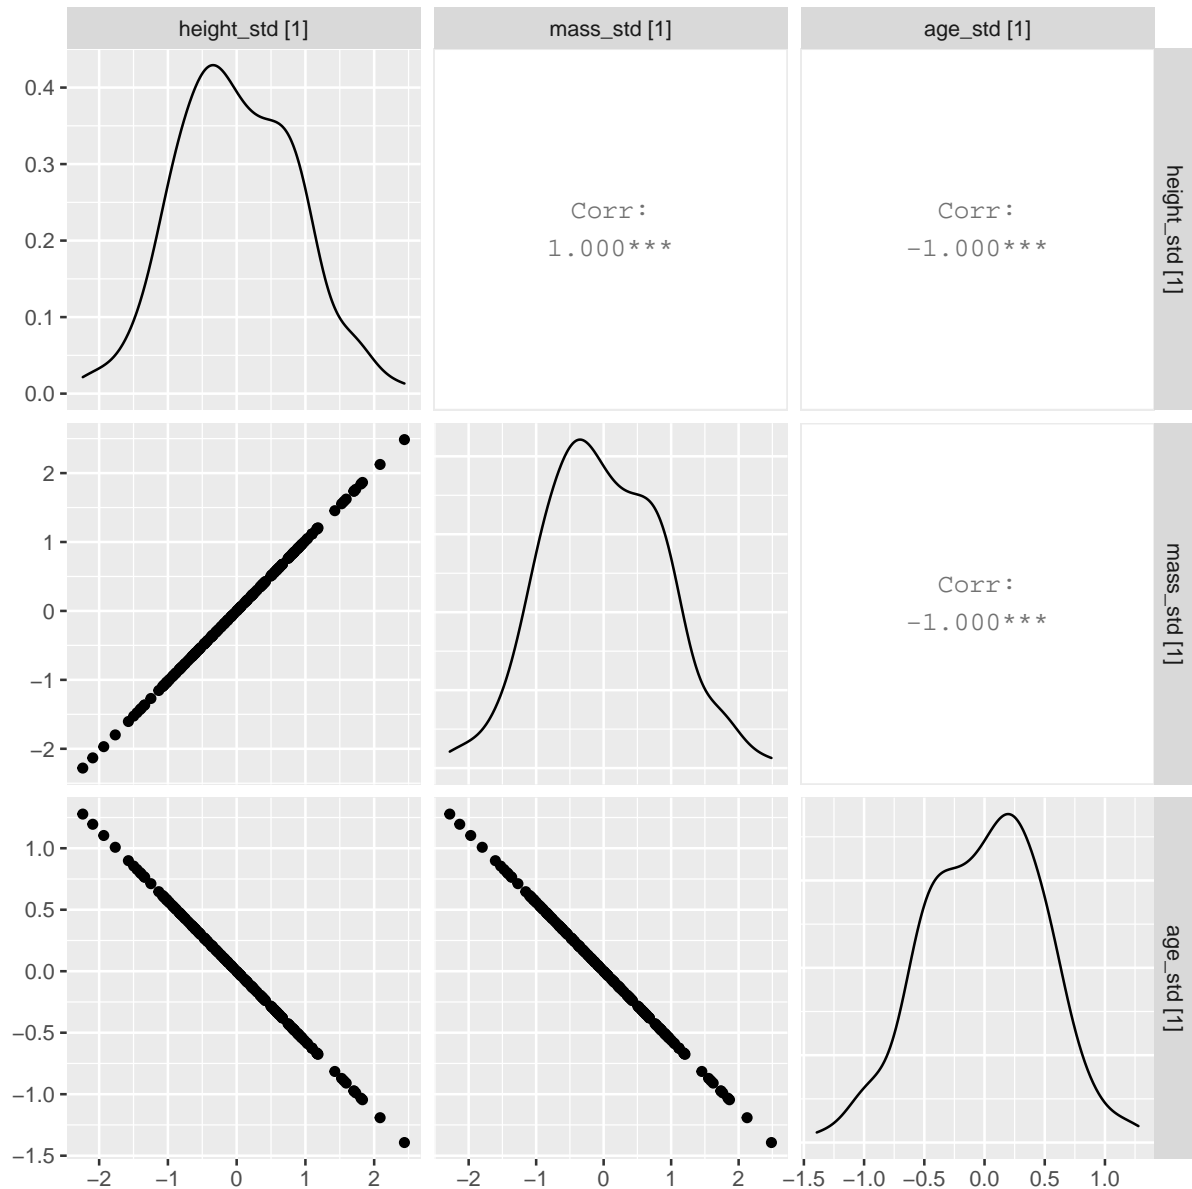 height_std [1]
mass_std [1]
age_std [1]
0.4
0.3
0.2
0.1
0.0
Corr:
1.000***
Corr:
−1.000***
height_std [1]
2
1
0
−1
−2
Corr:
−1.000***
mass_std [1]
1.0
0.5
0.0
−0.5
−1.0
−1.5
age_std [1]
−2 −1 0 1 2
−2 −1 0 1 2
−1.5 −1.0 −0.5 0.0 0.5 1.0